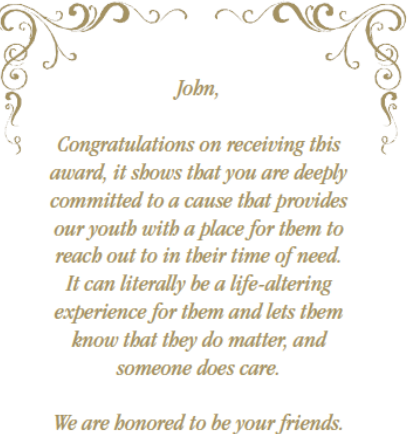 John,
Congratulations on receiving this
award, it shows that you are deeply
committed to a cause that provides
our youth with a place for them to
reach out to in their time of need.
It can literally be a life-altering
experience for them and lets them
know that they do matter, and
someone does care.
We are honored to be your friends.